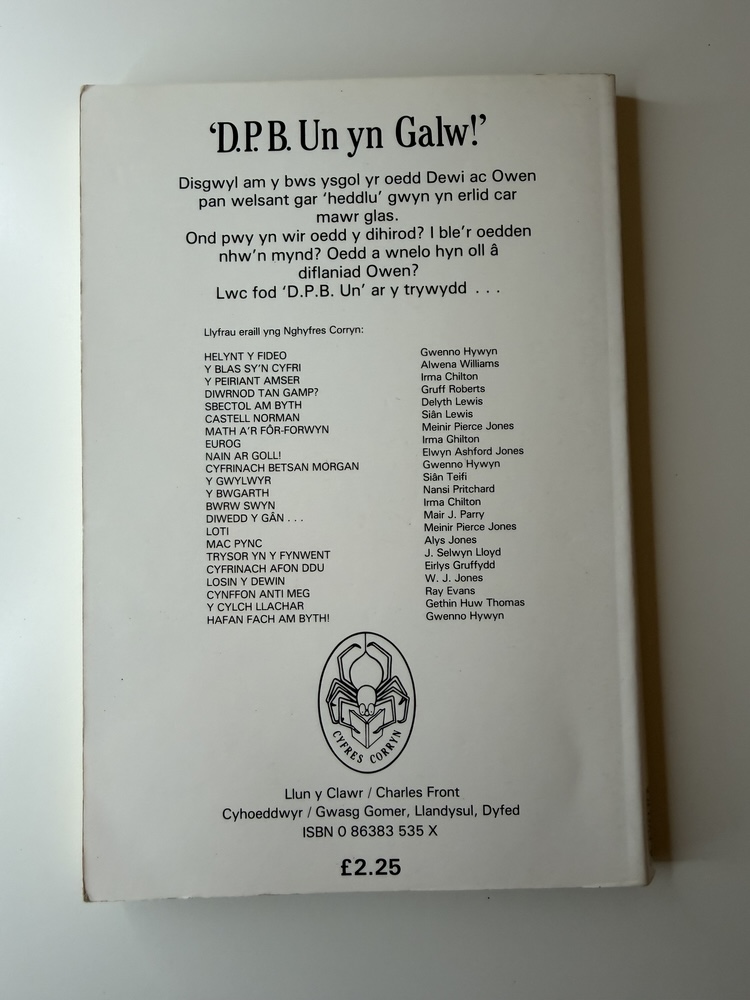 ‘D.P.B. Un yn Galw!’
Disgwyl am y bws ysgol yr oedd Dewi ac Owen
pan welsant gar ‘heddlu’ gwyn yn erlid car
mawr glas.
Ond pwy yn wir oedd y dihirod? I ble’r oedden
nhw’n mynd? Oedd a wnelo hyn oll â
diflaniad Owen?
Lwc fod ‘D.P.B. Un’ ar y trywydd . . .
Llyfrau eraill yng Nghyfres Corryn:
HELYNT Y FIDEO Gwenno Hywyn
Y BLAS SY’N CYFRI Alwena Williams
Y PEIRIANT AMSER Irma Chilton
DIWRNOD TAN GAMP? Gruff Roberts
SBECTOL AM BYTH Delyth Lewis
CASTELL NORMAN Siân Lewis
MATH A’R FÔR-FORWYN Meinir Pierce Jones
EUROG Irma Ghilton
NAIN AR GOLL! Elwyn Ashford Jones
CYFRINACH BETSAN MORGAN Gwenno Hywyn
Y GWYLWYR Siân Teifi
Y BWGARTH Nansi Pritchard
BWRW SWYN Irma Chilton
DIWEDD Y GÂN . . . Mair J. Parry
LOTI Meinir Pierce Jones
MAC PYNC Alys Jones
TRYSOR YN Y FYNWENT J. Selwyn Lloyd
CYFRINACH AFON DDU Eirlys Gruffydd
LOSIN Y DEWIN W. J. Jones
CYNFFON ANTI MEG Ray Evans
Y CYLCH LLACHAR Gethin Huw Thomas
HAFAN FACH AM BYTH! Gwenno Hywyn
CYFRES CORRYN
Llun y Clawr / Charles Front
Cyhoeddwyr / Gwasg Gomer, Llandysul, Dyfed
ISBN 0 86383 535 X
£2.25